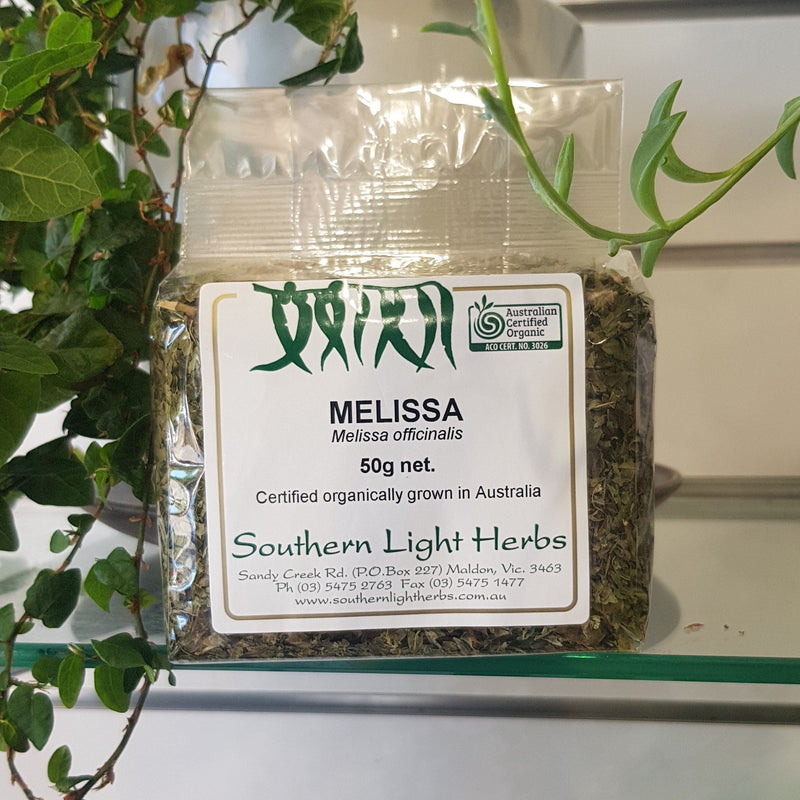 Australian
Certified
Organic
ACO CERT. NO. 3026
MELISSA
Melissa officinalis
50g net.
Certified organically grown in Australia
Southern Light Herbs
Sandy Creek Rd. (P.O.Box 227) Maldon, Vic. 3463
Ph (03) 5475 2763 Fax (03) 5475 1477
www.southernlightherbs.com.au